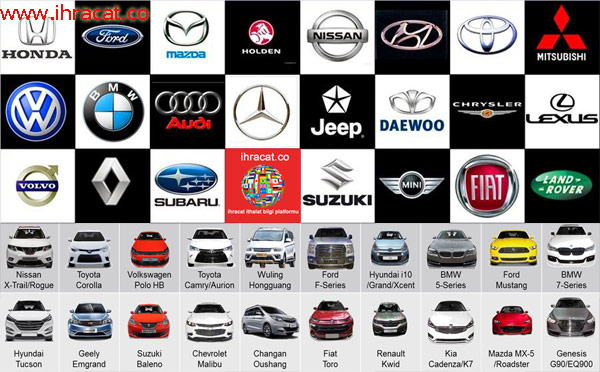 www.ihracat.co
HONDA
Ford
mazda
HOLDEN
NISSAN
MITSUBISHI
BMW
Audi
Jeep
DAEWOO
CHRYSLER
LEXUS
VOLVO
SUBARU
ihracat.co
ihracat ithalat bilgi platformu
SUZUKI
MINI
FIAT
LAND-
ROVER
Nissan
X-Trail/Rogue
Toyota
Corolla
Volkswagen
Polo HB
Toyota
Camry/Aurion
Wuling
Hongguang
Ford
F-Series
Hyundai i10
/Grand/Xcent
BMW
5-Series
Ford
Mustang
BMW
7-Series
Hyundai
Tucson
Geely
Emgrand
Suzuki
Baleno
Chevrolet
Malibu
Changan
Oushang
Fiat
Toro
Renault
Kwid
Kia
Cadenza/K7
Mazda MX-5
/Roadster
Genesis
G90/EQ900